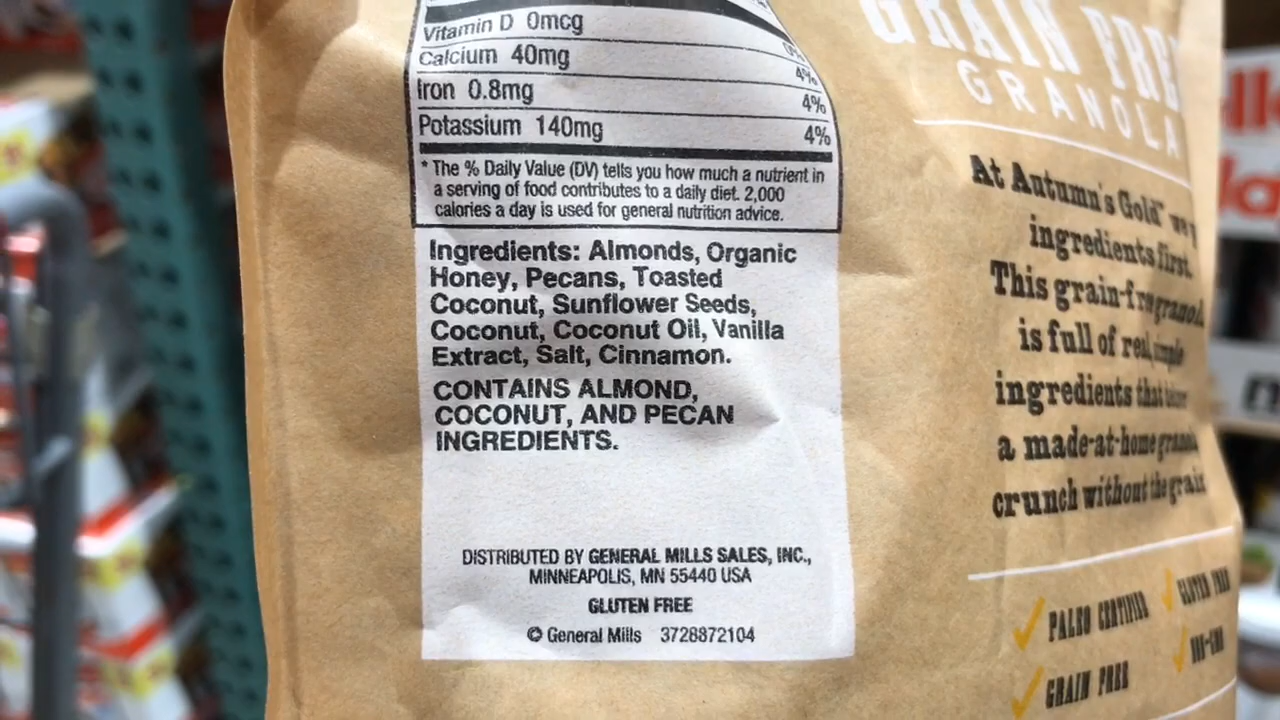 Vitamin D 0mcg 0%
Calcium 40mg 4%
Iron 0.8mg 4%
Potassium 140mg 4%
* The % Daily Value (DV) tells you how much a nutrient in
a serving of food contributes to a daily diet. 2,000
calories a day is used for general nutrition advice.
Ingredients: Almonds, Organic
Honey, Pecans, Toasted
Coconut, Sunflower Seeds,
Coconut, Coconut Oil, Vanilla
Extract, Salt, Cinnamon.
CONTAINS ALMOND,
COCONUT, AND PECAN
INGREDIENTS.
DISTRIBUTED BY GENERAL MILLS SALES, INC.,
MINNEAPOLIS, MN 55440 USA
GLUTEN FREE
© General Mills 3728872104
GRAIN FREE
GRANOLA
At Autumn's Gold™ we
ingredients first.
This grain-free granola
is full of real, simple
ingredients that
a made-at-home granola
crunch without the grain
PALEO CERTIFIED
GLUTEN FREE
GRAIN FREE
NON-GMO